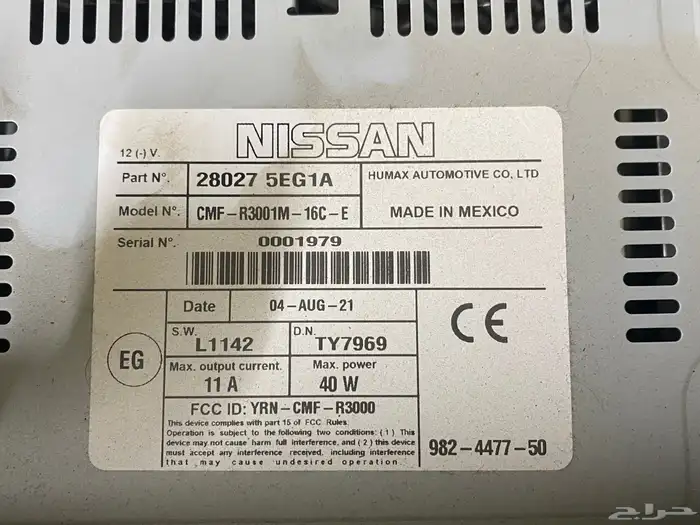 NISSAN
12 (-) V.
Part Nº. 28027 5EG1A HUMAX AUTOMOTIVE CO, LTD
Model Nº. CMF-R3001M-16C-E MADE IN MEXICO
Serial Nº. 0001979
Date 04-AUG-21
S.W. L1142 D.N. TY7969
EG
Max. output current. Max. power
11 A 40 W
CE
FCC ID: YRN-CMF-R3000
This device complies with part 15 of FCC Rules.
Operation is subject to the following two conditions: (1) This
device may not cause harm full interference, and (2) this device
must accept any interference received, including interference
that may cause undesired operation.
982-4477-50
حراج